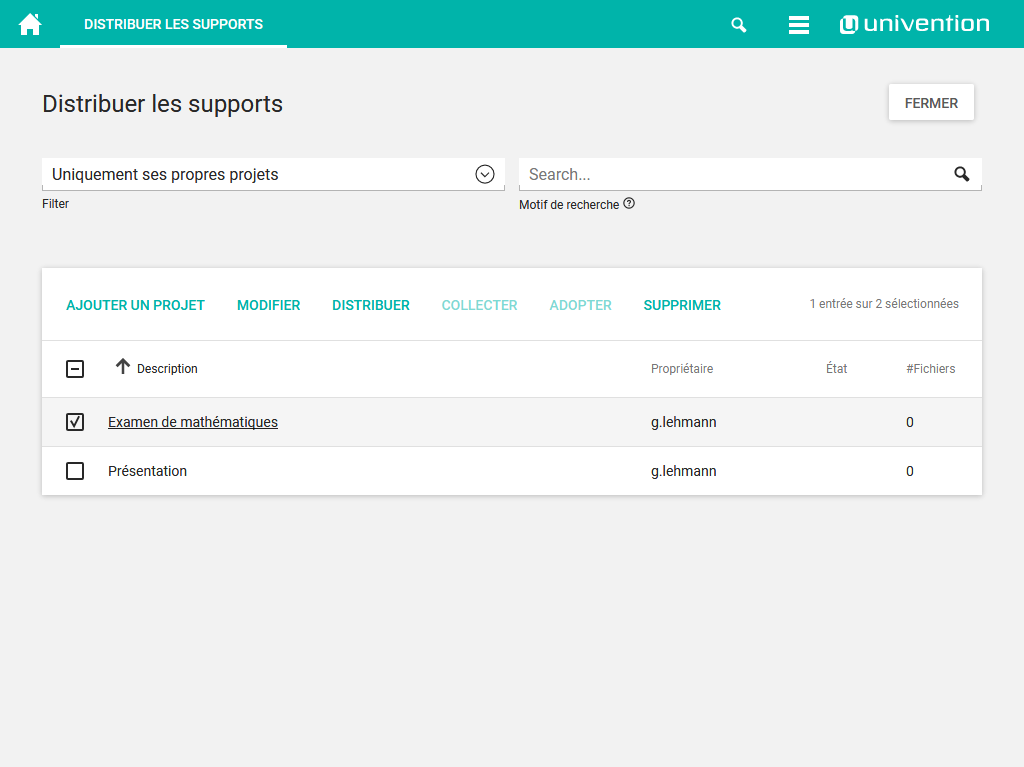 DISTRIBUER LES SUPPORTS
univention
Distribuer les supports
FERMER
Uniquement ses propres projets
Search...
Filter
Motif de recherche
AJOUTER UN PROJET MODIFIER DISTRIBUER COLLECTER ADOPTER SUPPRIMER 1 entrée sur 2 sélectionnées
Description Propriétaire État #Fichiers
Examen de mathématiques g.lehmann 0
Présentation g.lehmann 0